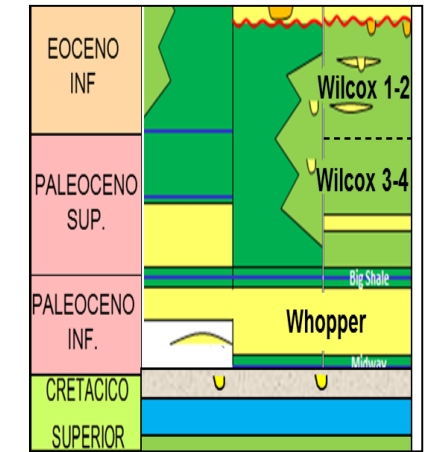 EOCENO
INF
Wilcox 1-2
PALEOCENO
SUP.
Wilcox 3-4
Big Shale
PALEOCENO
INF.
Whopper
Midway
CRETACICO
SUPERIOR